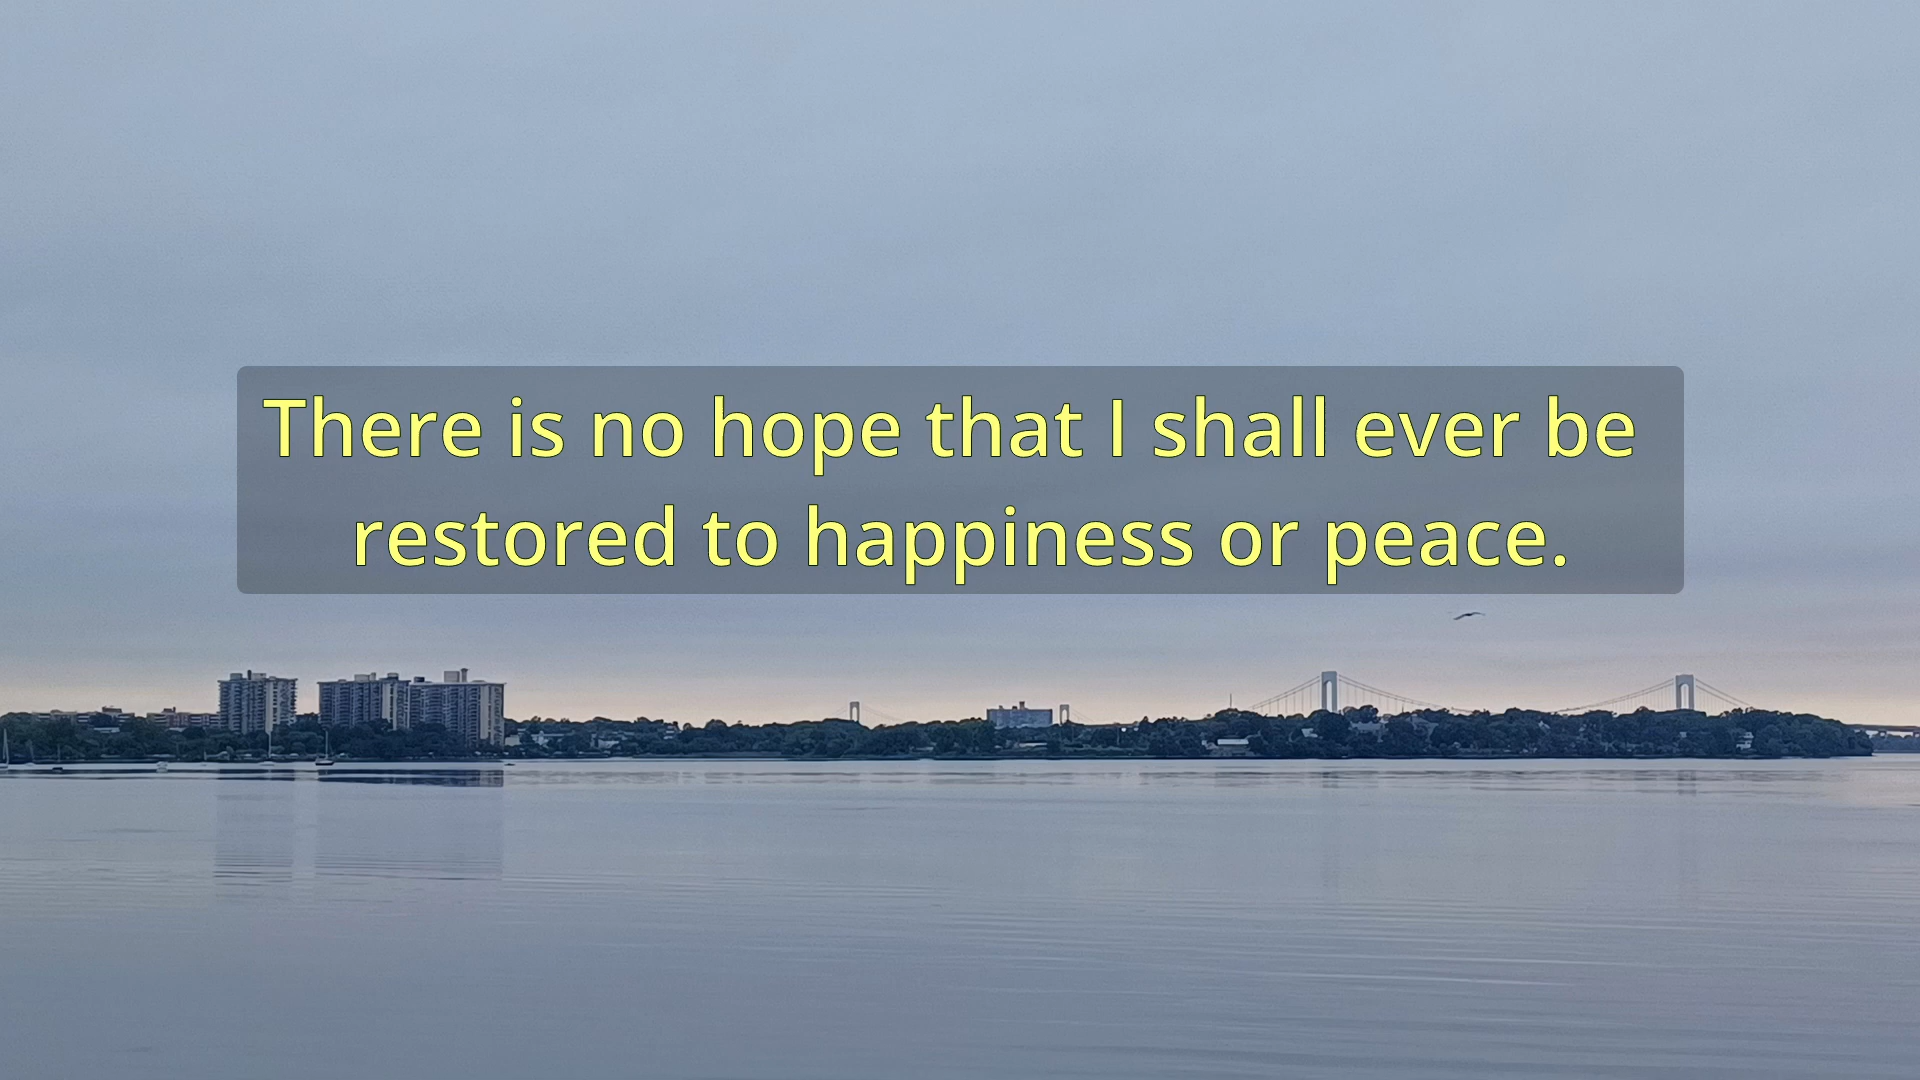 There is no hope that I shall ever be
restored to happiness or peace.